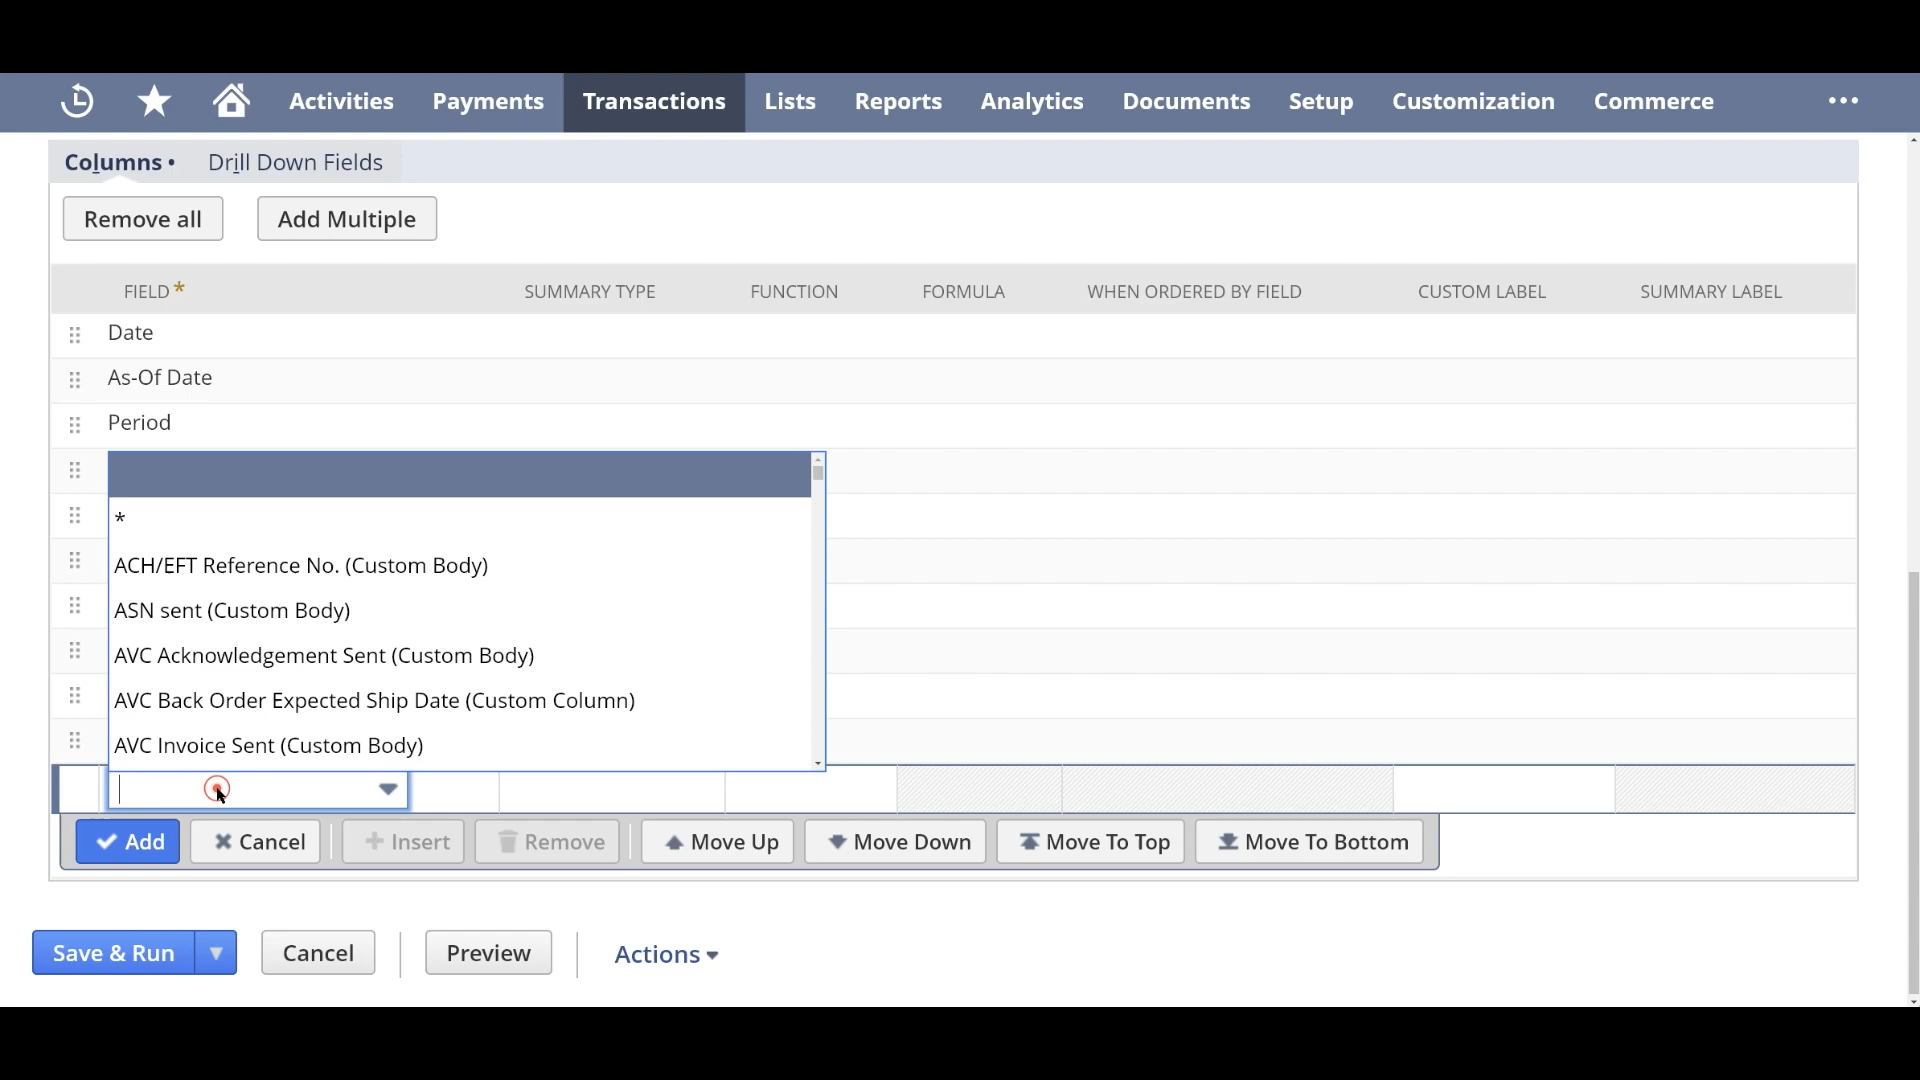 Activities Payments Transactions Lists Reports Analytics Documents Setup Customization Commerce
Columns • Drill Down Fields
Remove all Add Multiple
FIELD * SUMMARY TYPE FUNCTION FORMULA WHEN ORDERED BY FIELD CUSTOM LABEL SUMMARY LABEL
Date
As-Of Date
Period
*
ACH/EFT Reference No. (Custom Body)
ASN sent (Custom Body)
AVC Acknowledgement Sent (Custom Body)
AVC Back Order Expected Ship Date (Custom Column)
AVC Invoice Sent (Custom Body)
Add Cancel Insert Remove Move Up Move Down Move To Top Move To Bottom
Save & Run Cancel Preview Actions